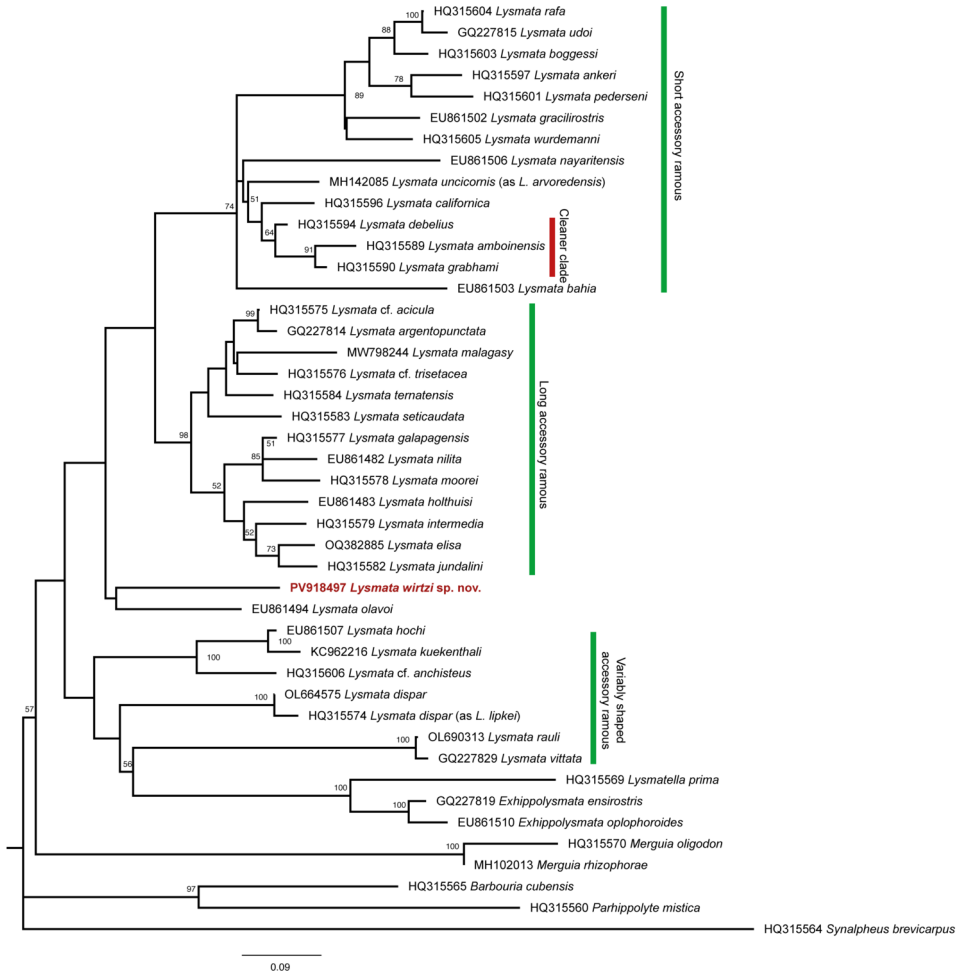 HQ315604 Lysmata rafa
100
GQ227815 Lysmata udoi
88
HQ315603 Lysmata boggessi
HQ315597 Lysmata ankeri
78
HQ315601 Lysmata pederseni
89
EU861502 Lysmata gracilirostris
HQ315605 Lysmata wurdemanni
EU861506 Lysmata nayaritensis
MH142085 Lysmata uncicornis (as L. arvoredensis)
51
HQ315596 Lysmata californica
74
HQ315594 Lysmata debelius
64
HQ315589 Lysmata amboinensis
91
HQ315590 Lysmata grabhami
EU861503 Lysmata bahia
Cleaner clade
Short accessory ramous
HQ315575 Lysmata cf. acicula
99
GQ227814 Lysmata argentopunctata
MW798244 Lysmata malagasy
HQ315576 Lysmata cf. trisetacea
HQ315584 Lysmata ternatensis
HQ315583 Lysmata seticaudata
98
HQ315577 Lysmata galapagensis
51
85
EU861482 Lysmata nilita
HQ315578 Lysmata moorei
52
EU861483 Lysmata holthuisi
HQ315579 Lysmata intermedia
52
OQ382885 Lysmata elisa
73
HQ315582 Lysmata jundalini
Long accessory ramous
PV918497 Lysmata wirtzi sp. nov.
EU861494 Lysmata olavoi
EU861507 Lysmata hochi
100
KC962216 Lysmata kuekenthali
100
HQ315606 Lysmata cf. anchisteus
OL664575 Lysmata dispar
100
HQ315574 Lysmata dispar (as L. lipkei)
57
OL690313 Lysmata rauli
100
GQ227829 Lysmata vittata
56
Variably shaped
accessory ramous
HQ315569 Lysmatella prima
100
GQ227819 Exhippolysmata ensirostris
100
EU861510 Exhippolysmata oplophoroides
HQ315570 Merguia oligodon
100
MH102013 Merguia rhizophorae
HQ315565 Barbouria cubensis
97
HQ315560 Parhippolyte mistica
HQ315564 Synalpheus brevicarpus
0.09